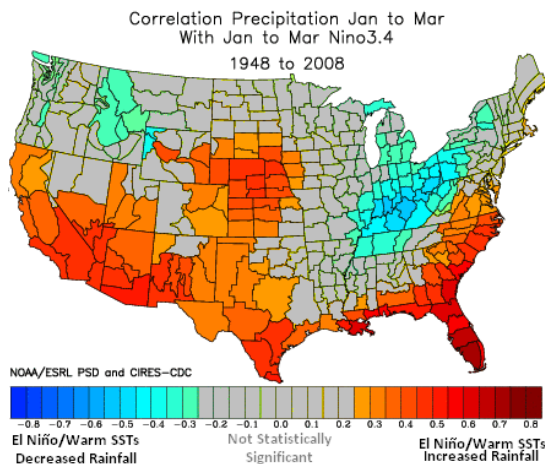 Correlation Precipitation Jan to Mar
With Jan to Mar Nino3.4
1948 to 2008
NOAA/ESRL PSD and CIRES-CDC
-0.8 -0.7 -0.6 -0.5 -0.4 -0.3 -0.2 -0.1 0.0 0.1 0.2 0.3 0.4 0.5 0.6 0.7 0.8
El Niño/Warm SSTs
Decreased Rainfall
Not Statistically
Significant
El Niño/Warm SSTs
Increased Rainfall